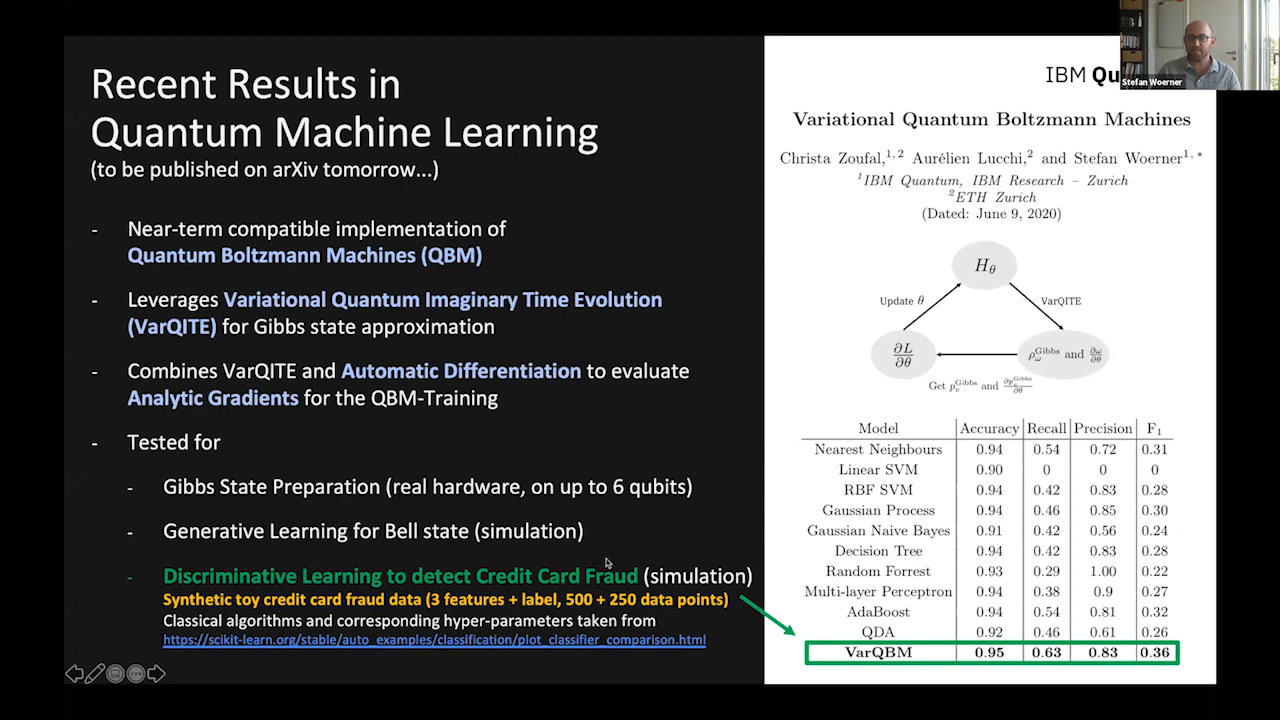 Recent Results in
Quantum Machine Learning
(to be published on arXiv tomorrow...)
- Near-term compatible implementation of
Quantum Boltzmann Machines (QBM)
- Leverages Variational Quantum Imaginary Time Evolution
(VarQITE) for Gibbs state approximation
- Combines VarQITE and Automatic Differentiation to evaluate
Analytic Gradients for the QBM-Training
- Tested for
- Gibbs State Preparation (real hardware, on up to 6 qubits)
- Generative Learning for Bell state (simulation)
- Discriminative Learning to detect Credit Card Fraud (simulation)
Synthetic toy credit card fraud data (3 features + label, 500 + 250 data points)
Classical algorithms and corresponding hyper-parameters taken from
https://scikit-learn.org/stable/auto_examples/classification/plot_classifier_comparison.html
IBM Qu
Stefan Woerner
Variational Quantum Boltzmann Machines
Christa Zoufal,1,2 Aurélien Lucchi,2 and Stefan Woerner1,*
1IBM Quantum, IBM Research – Zurich
2ETH Zurich
(Dated: June 9, 2020)
Hθ
Update θ
VarQITE
∂L/∂θ
ρω^Gibbs and ∂ω/∂θ
Get pv^Gibbs and ∂pv^Gibbs/∂θ
Model Accuracy Recall Precision F1
Nearest Neighbours 0.94 0.54 0.72 0.31
Linear SVM 0.90 0 0 0
RBF SVM 0.94 0.42 0.83 0.28
Gaussian Process 0.94 0.46 0.85 0.30
Gaussian Naive Bayes 0.91 0.42 0.56 0.24
Decision Tree 0.94 0.42 0.83 0.28
Random Forrest 0.93 0.29 1.00 0.22
Multi-layer Perceptron 0.94 0.38 0.9 0.27
AdaBoost 0.94 0.54 0.81 0.32
QDA 0.92 0.46 0.61 0.26
VarQBM 0.95 0.63 0.83 0.36